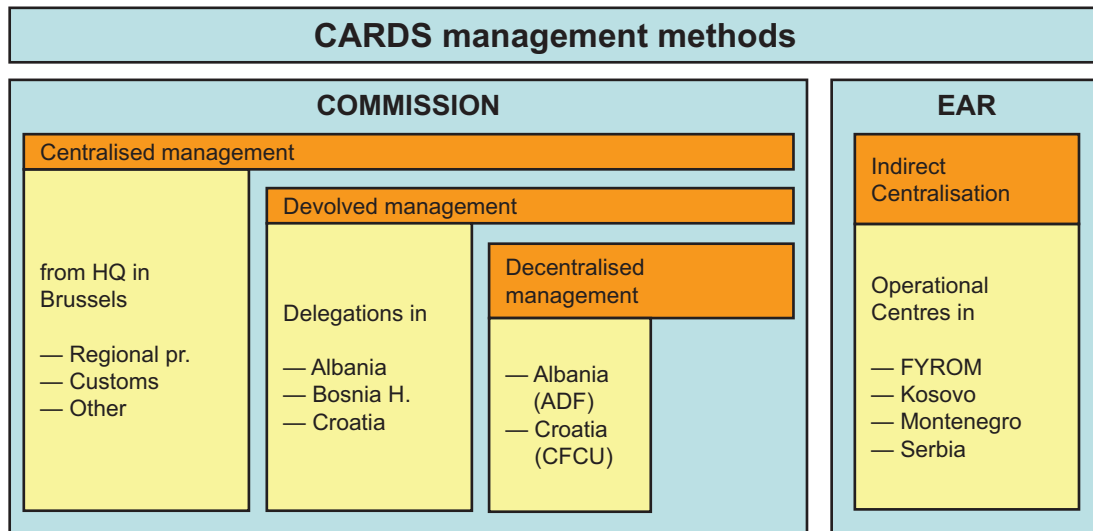 CARDS management methods
COMMISSION
Centralised management
from HQ in
Brussels
— Regional pr.
— Customs
— Other
Devolved management
Delegations in
— Albania
— Bosnia H.
— Croatia
Decentralised
management
— Albania
(ADF)
— Croatia
(CFCU)
EAR
Indirect
Centralisation
Operational
Centres in
— FYROM
— Kosovo
— Montenegro
— Serbia